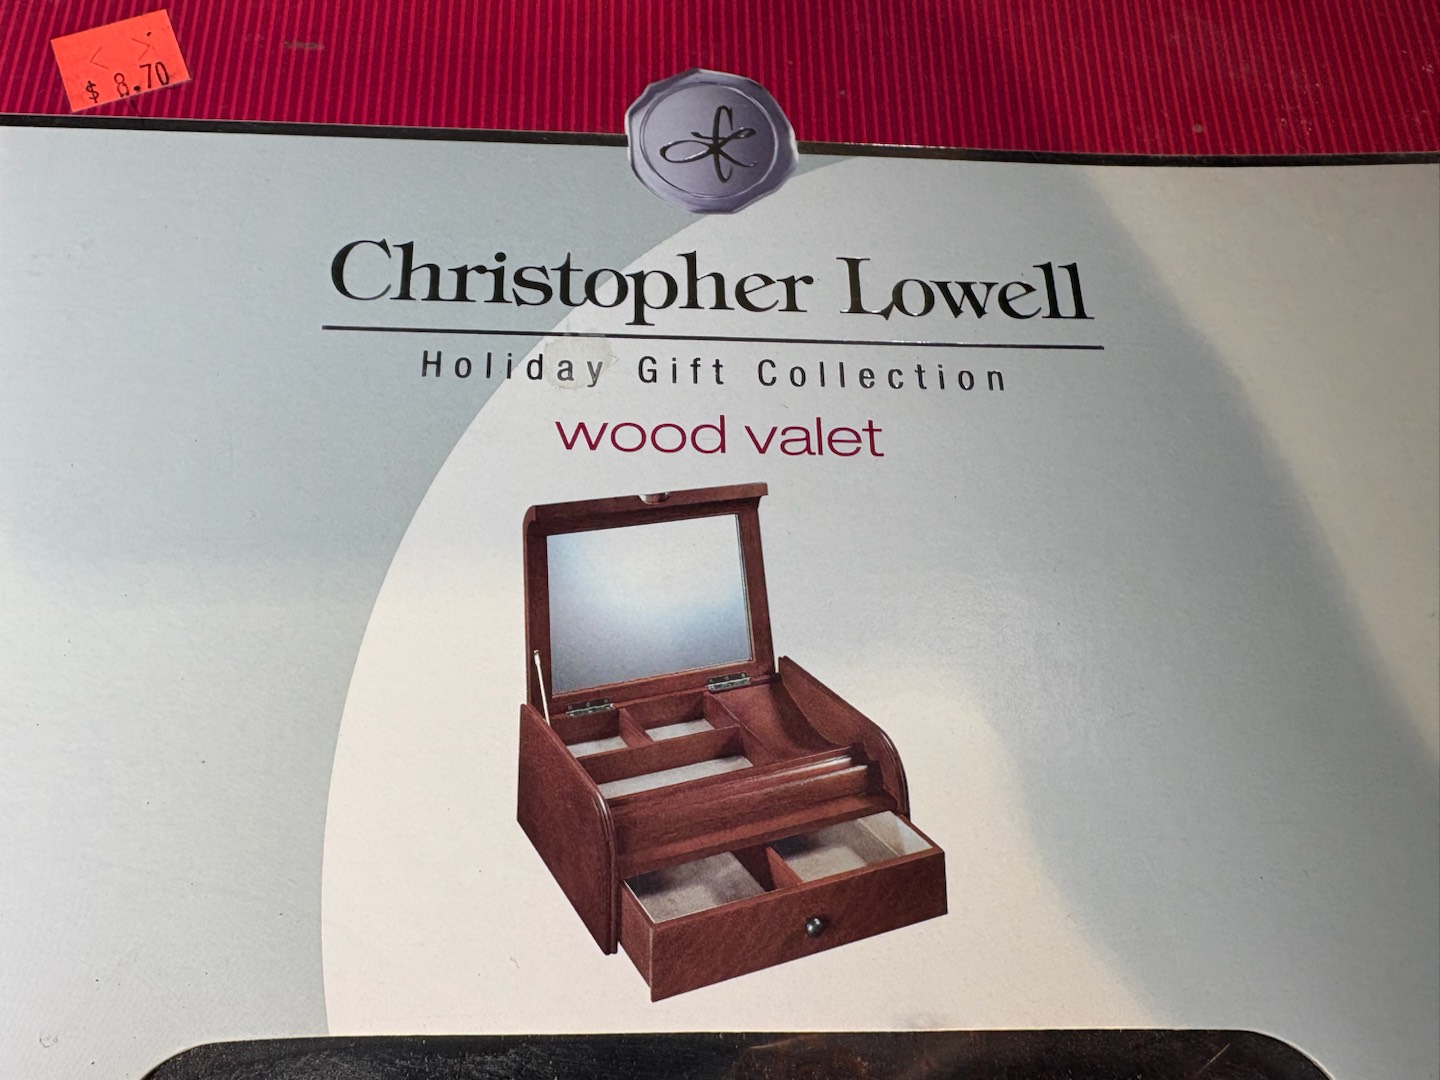 $ 8.70
Christopher Lowell
Holiday Gift Collection
wood valet